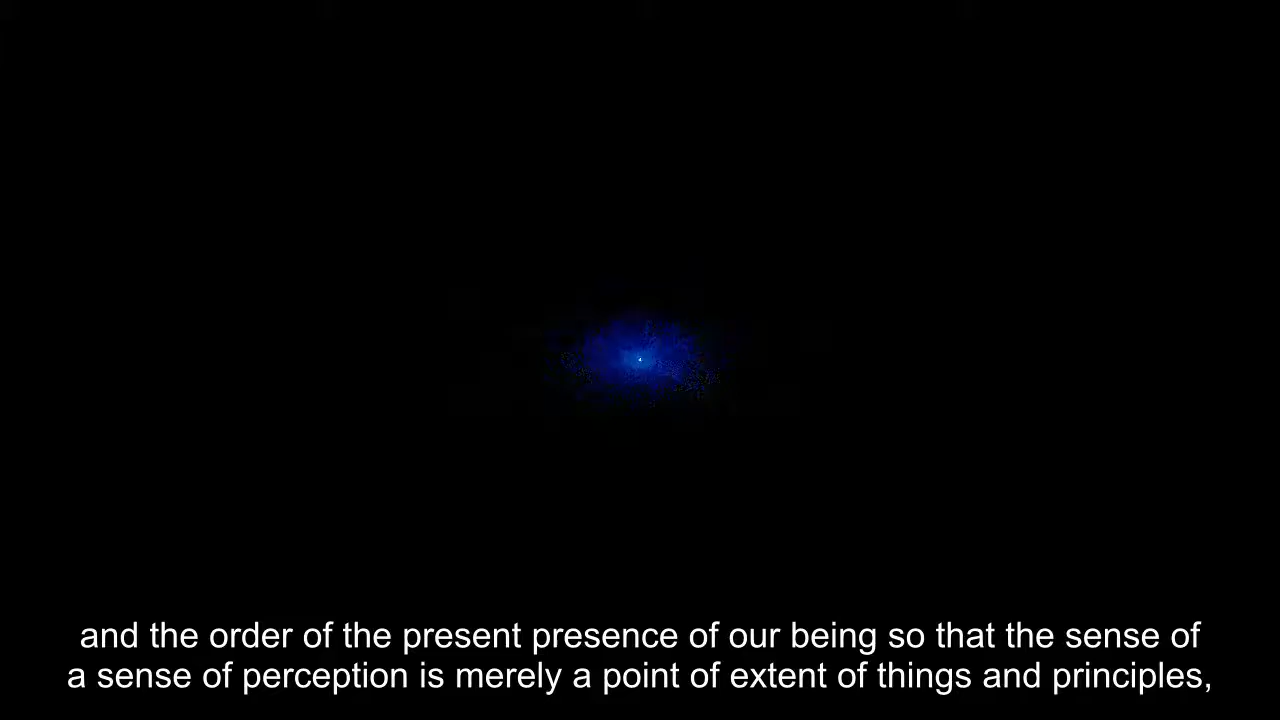 and the order of the present presence of our being so that the sense of
a sense of perception is merely a point of extent of things and principles,